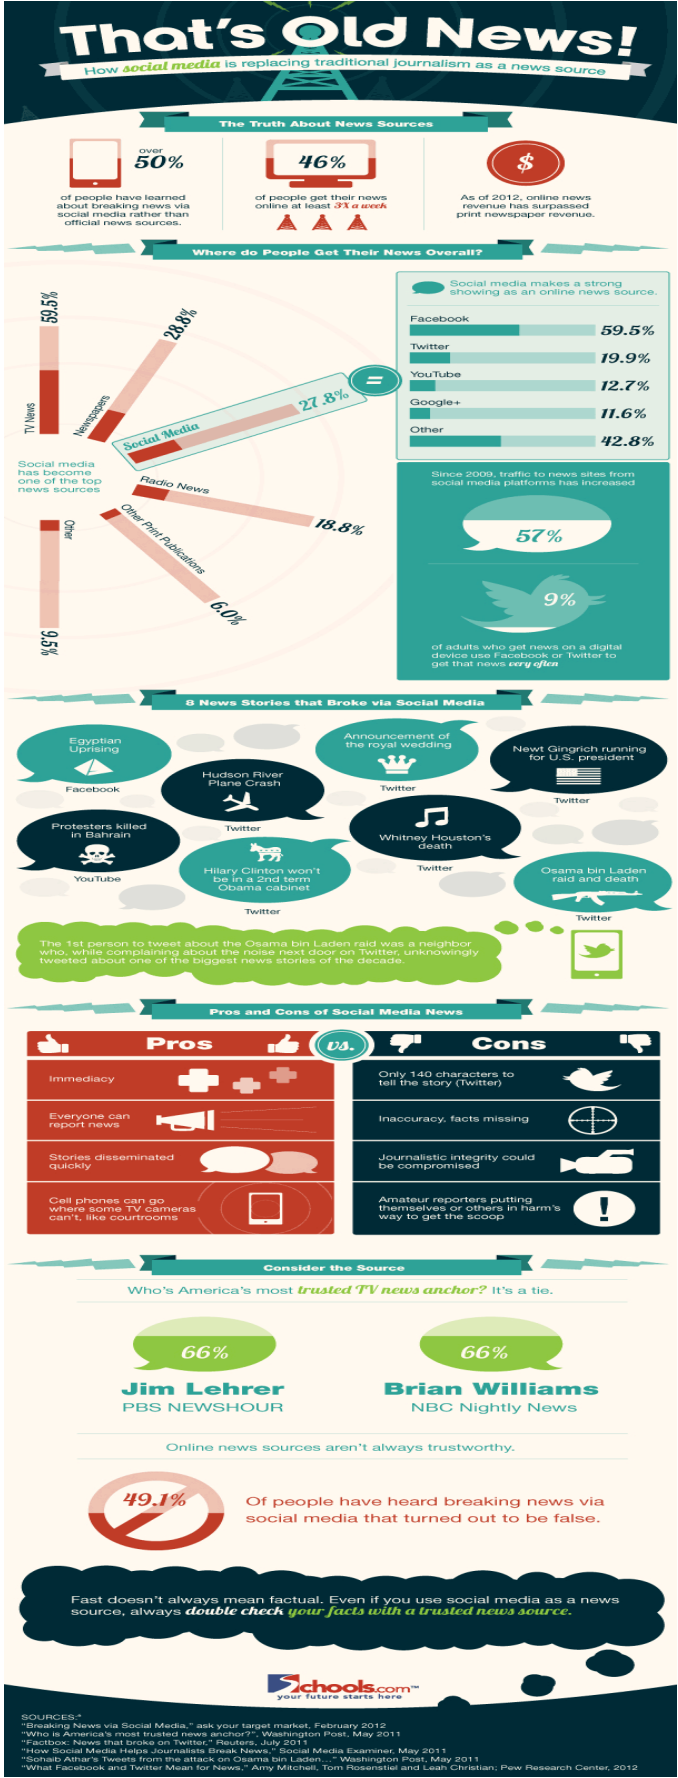 That's Old News!
How social media is replacing traditional journalism as a news source
The Truth About News Sources
over
50%
of people have learned
about breaking news via
social media rather than
official news sources.
46%
of people get their news
online at least 3X a week
$
As of 2012, online news
revenue has surpassed
print newspaper revenue.
Where do People Get Their News Overall?
59.5%
TV News
28.8%
Newspapers
27.8%
Social Media
=
Radio News
18.8%
Other Print Publications
6.0%
Other
9.5%
Social media
has become
one of the top
news sources
Social media makes a strong
showing as an online news source.
Facebook
59.5%
Twitter
19.9%
YouTube
12.7%
Google+
11.6%
Other
42.8%
Since 2009, traffic to news sites from
social media platforms has increased
57%
9%
of adults who get news on a digital
device use Facebook or Twitter to
get that news very often
8 News Stories that Broke via Social Media
Egyptian
Uprising
Facebook
Hudson River
Plane Crash
Twitter
Announcement of
the royal wedding
Twitter
Newt Gingrich running
for U.S. president
Twitter
Protesters killed
in Bahrain
YouTube
Hilary Clinton won't
be in a 2nd term
Obama cabinet
Twitter
Whitney Houston's
death
Twitter
Osama bin Laden
raid and death
Twitter
The 1st person to tweet about the Osama bin Laden raid was a neighbor
who, while complaining about the noise next door on Twitter, unknowingly
tweeted about one of the biggest news stories of the decade.
Pros and Cons of Social Media News
Pros
vs.
Cons
Immediacy
Everyone can
report news
Stories disseminated
quickly
Cell phones can go
where some TV cameras
can't, like courtrooms
Only 140 characters to
tell the story (Twitter)
Inaccuracy, facts missing
Journalistic integrity could
be compromised
Amateur reporters putting
themselves or others in harm's
way to get the scoop
!
Consider the Source
Who's America's most trusted TV news anchor? It's a tie.
66%
Jim Lehrer
PBS NEWSHOUR
66%
Brian Williams
NBC Nightly News
Online news sources aren't always trustworthy.
49.1%
Of people have heard breaking news via
social media that turned out to be false.
Fast doesn't always mean factual. Even if you use social media as a news
source, always double check your facts with a trusted news source.
Schools.com™
your future starts here
SOURCES:*
"Breaking News via Social Media," ask your target market, February 2012
"Who is America's most trusted news anchor?", Washington Post, May 2011
"Factbox: News that broke on Twitter," Reuters, July 2011
"How Social Media Helps Journalists Break News," Social Media Examiner, May 2011
"Sohaib Athar's Tweets from the attack on Osama bin Laden..." Washington Post, May 2011
"What Facebook and Twitter Mean for News," Amy Mitchell, Tom Rosenstiel and Leah Christian; Pew Research Center, 2012